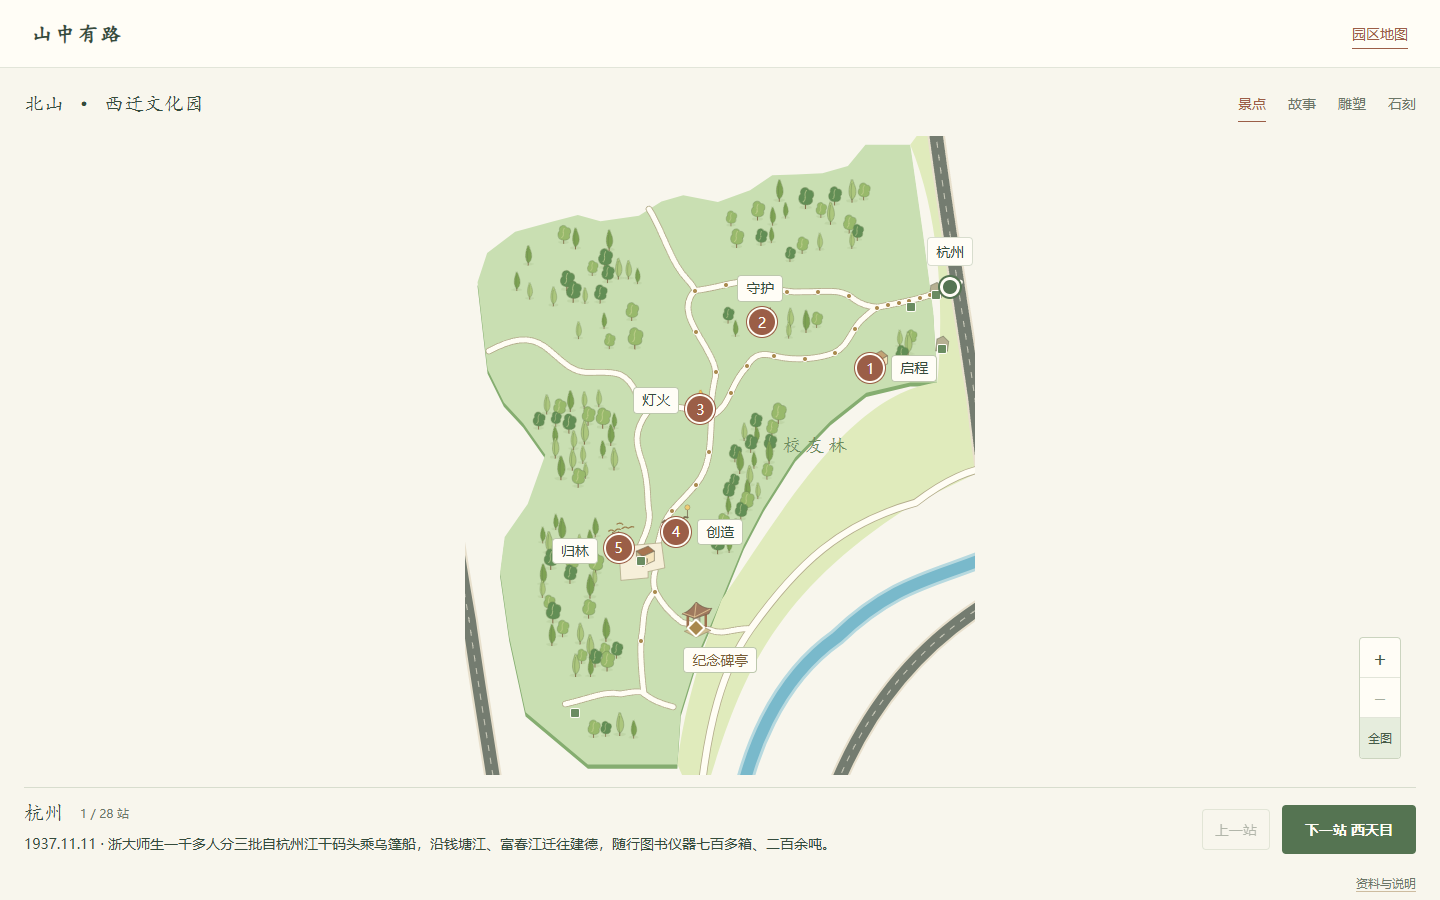 山中有路
园区地图
北山 • 西迁文化园
景点 故事 雕塑 石刻
杭州
守护
2
1
启程
灯火
3
校友林
4
创造
归林
5
纪念碑亭
+
−
全图
杭州 1 / 28 站
1937.11.11 · 浙大师生一千多人分三批自杭州江干码头乘乌篷船，沿钱塘江、富春江迁往建德，随行图书仪器七百多箱、二百余吨。
上一站
下一站 西天目
资料与说明